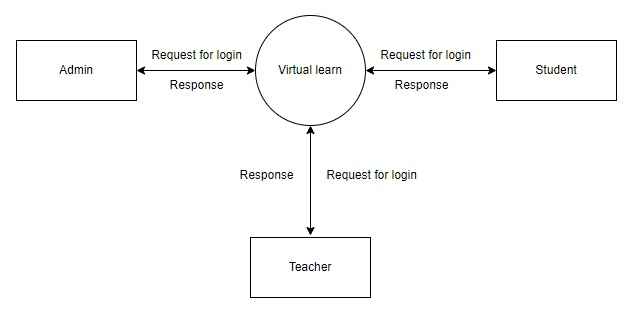 Request for login
Request for login
Admin
Virtual learn
Student
Response
Response
Response
Request for login
Teacher